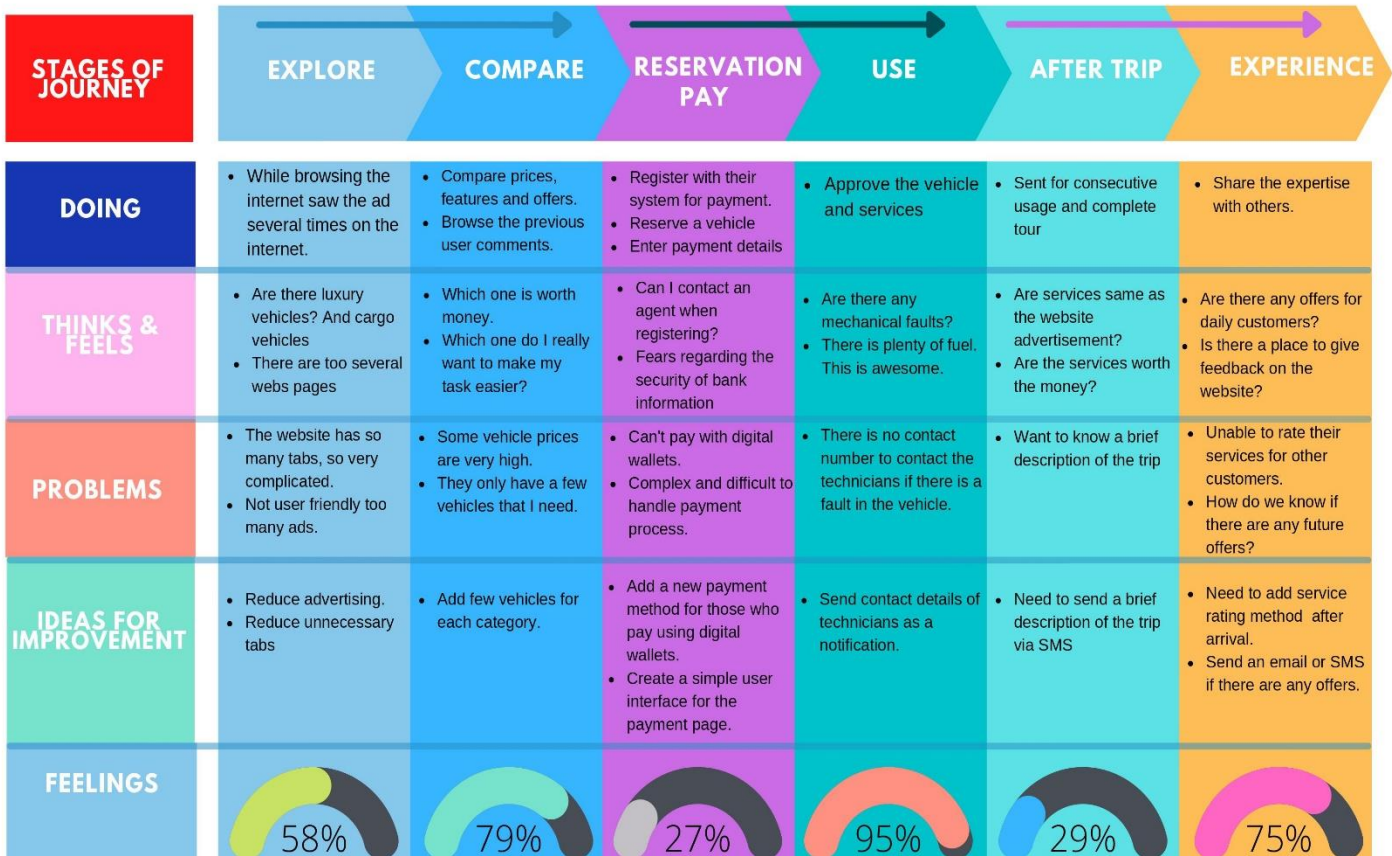 STAGES OF
JOURNEY
EXPLORE
COMPARE
RESERVATION
PAY
USE
AFTER TRIP
EXPERIENCE
DOING
• While browsing the
internet saw the ad
several times on the
internet.
• Compare prices,
features and offers.
• Browse the previous
user comments.
• Register with their
system for payment.
• Reserve a vehicle
• Enter payment details
• Approve the vehicle
and services
• Sent for consecutive
usage and complete
tour
• Share the expertise
with others.
THINKS &
FEELS
• Are there luxury
vehicles? And cargo
vehicles
• There are too several
webs pages
• Which one is worth
money.
• Which one do I really
want to make my
task easier?
• Can I contact an
agent when
registering?
• Fears regarding the
security of bank
information
• Are there any
mechanical faults?
• There is plenty of fuel.
This is awesome.
• Are services same as
the website
advertisement?
• Are the services worth
the money?
• Are there any offers for
daily customers?
• Is there a place to give
feedback on the
website?
PROBLEMS
• The website has so
many tabs, so very
complicated.
• Not user friendly too
many ads.
• Some vehicle prices
are very high.
• They only have a few
vehicles that I need.
• Can't pay with digital
wallets.
• Complex and difficult to
handle payment
process.
• There is no contact
number to contact the
technicians if there is a
fault in the vehicle.
• Want to know a brief
description of the trip
• Unable to rate their
services for other
customers.
• How do we know if
there are any future
offers?
IDEAS FOR
IMPROVEMENT
• Reduce advertising.
• Reduce unnecessary
tabs
• Add few vehicles for
each category.
• Add a new payment
method for those who
pay using digital
wallets.
• Create a simple user
interface for the
payment page.
• Send contact details of
technicians as a
notification.
• Need to send a brief
description of the trip
via SMS
• Need to add service
rating method after
arrival.
• Send an email or SMS
if there are any offers.
FEELINGS
58%
79%
27%
95%
29%
75%